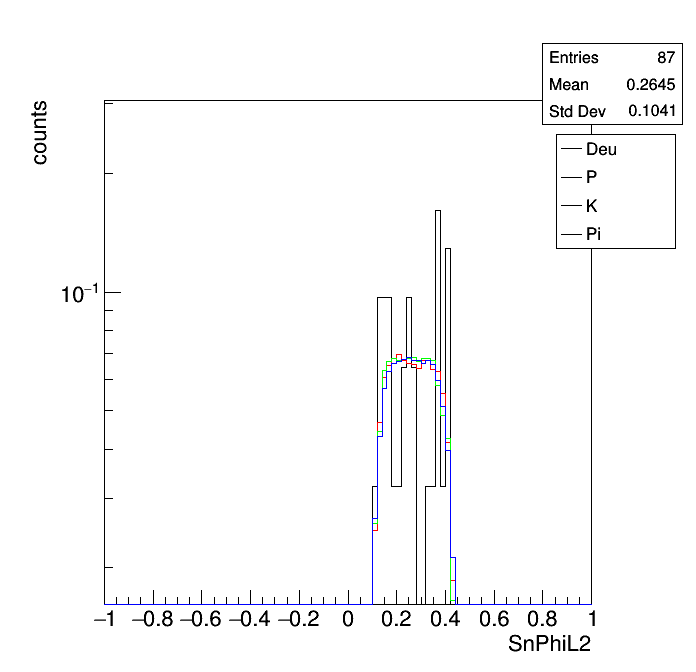 Entries 87
Mean 0.2645
Std Dev 0.1041
counts
Deu
P
K
Pi
10⁻¹
−1 −0.8 −0.6 −0.4 −0.2 0 0.2 0.4 0.6 0.8 1
SnPhiL2